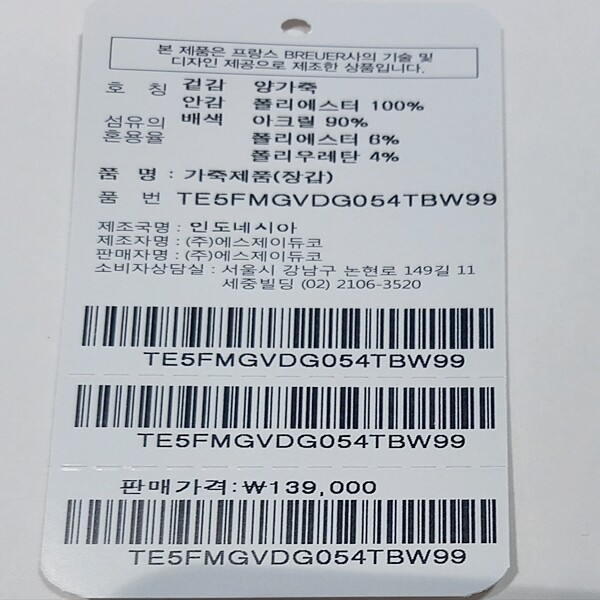 본 제품은 프랑스 BREUER사의 기술 및
디자인 제공으로 제조한 상품입니다.
호 칭 겉감 양가죽
안감 폴리에스터 100%
섬유의 배색 아크릴 90%
혼용율 폴리에스터 6%
폴리우레탄 4%
품 명 : 가죽제품(장갑)
품 번 TE5FMGVDG054TBW99
제조국명 : 인도네시아
제조자명 : (주)에스제이듀코
판매자명 : (주)에스제이듀코
소비자상담실 : 서울시 강남구 논현로 149길 11
세중빌딩 (02) 2106-3520
TE5FMGVDG054TBW99
TE5FMGVDG054TBW99
판매가격:₩139,000
TE5FMGVDG054TBW99